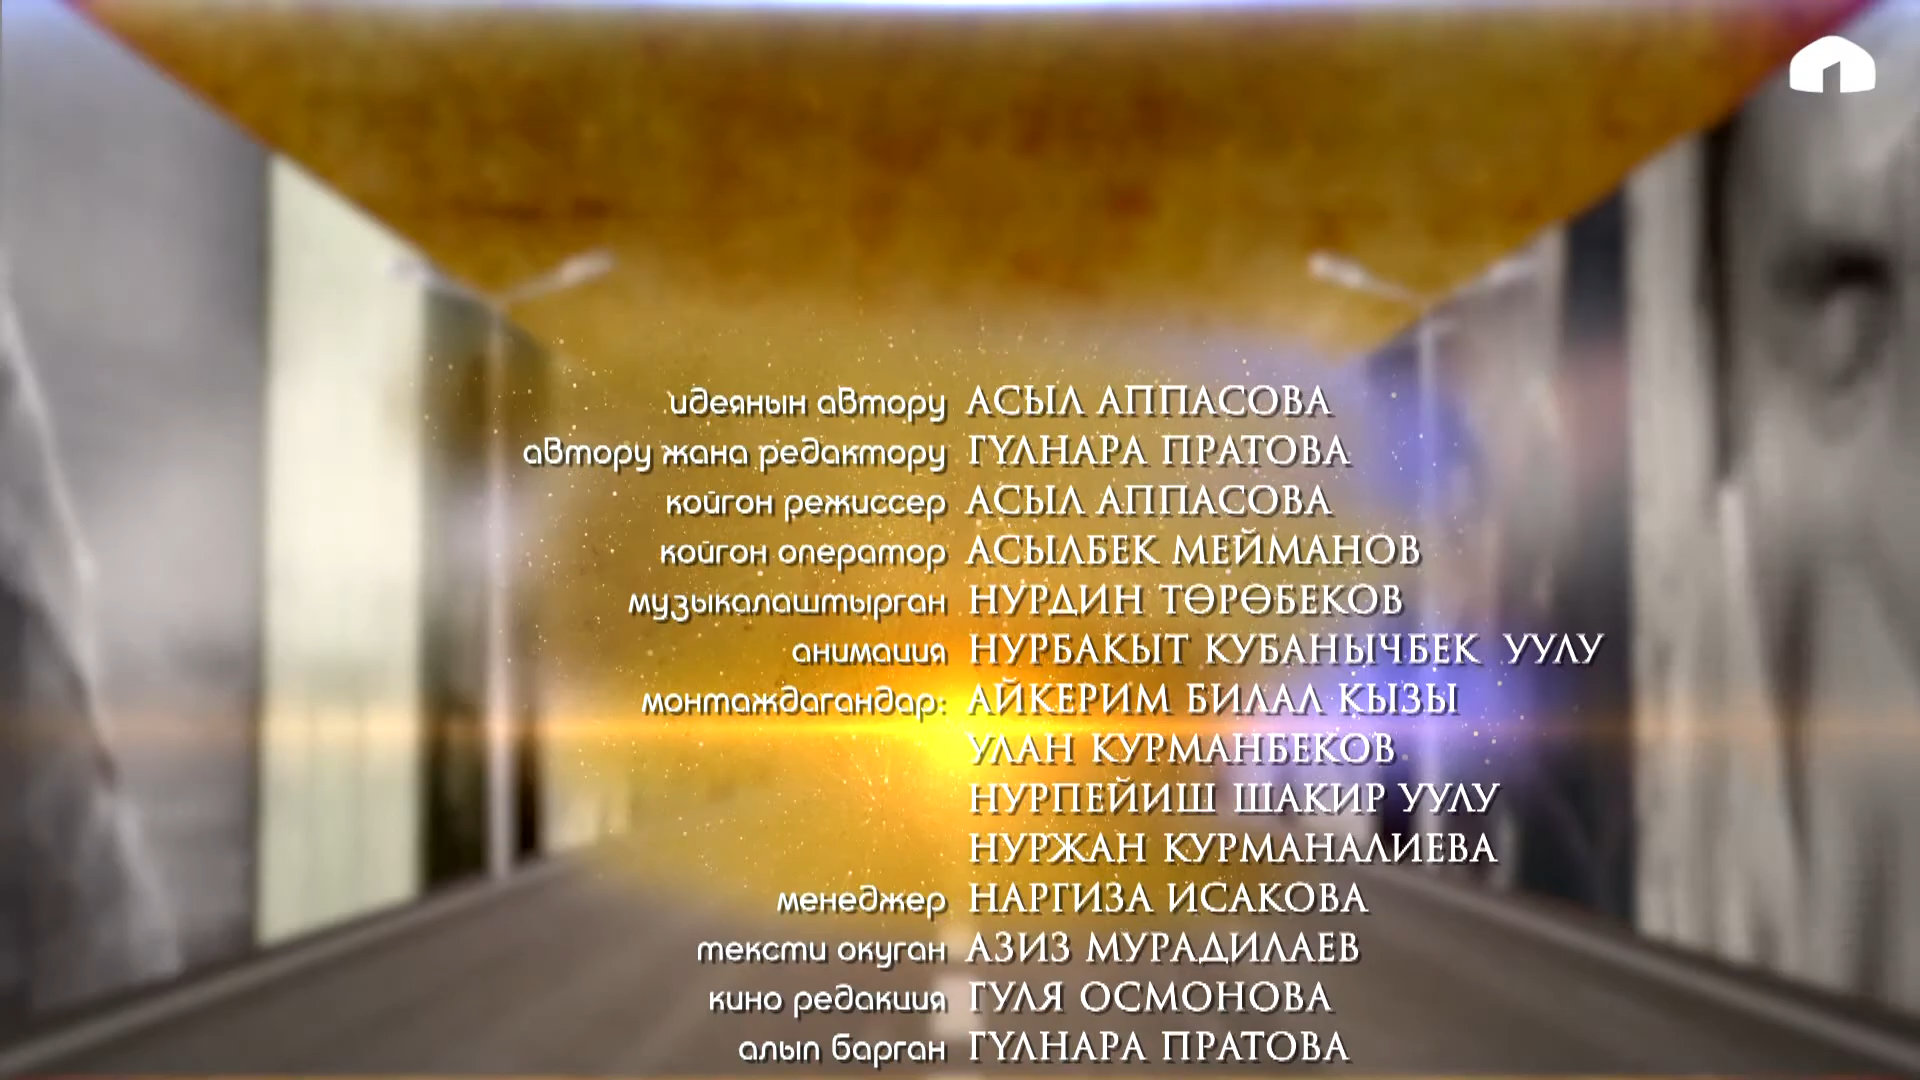 идеянын автору АСЫЛ АППАСОВА
автору жана редактору ГҮЛНАРА ПРАТОВА
койгон режиссер АСЫЛ АППАСОВА
койгон оператор АСЫЛБЕК МЕЙМАНОВ
музыкалаштырган НУРДИН ТӨРӨБЕКОВ
анимация НУРБАКЫТ КУБАНЫЧБЕК УУЛУ
монтаждагандар: АЙКЕРИМ БИЛАЛ КЫЗЫ
УЛАН КУРМАНБЕКОВ
НУРПЕЙИШ ШАКИР УУЛУ
НУРЖАН КУРМАНАЛИЕВА
менеджер НАРГИЗА ИСАКОВА
тексти окуган АЗИЗ МУРАДИЛАЕВ
кино редакция ГУЛЯ ОСМОНОВА
алып барган ГҮЛНАРА ПРАТОВА